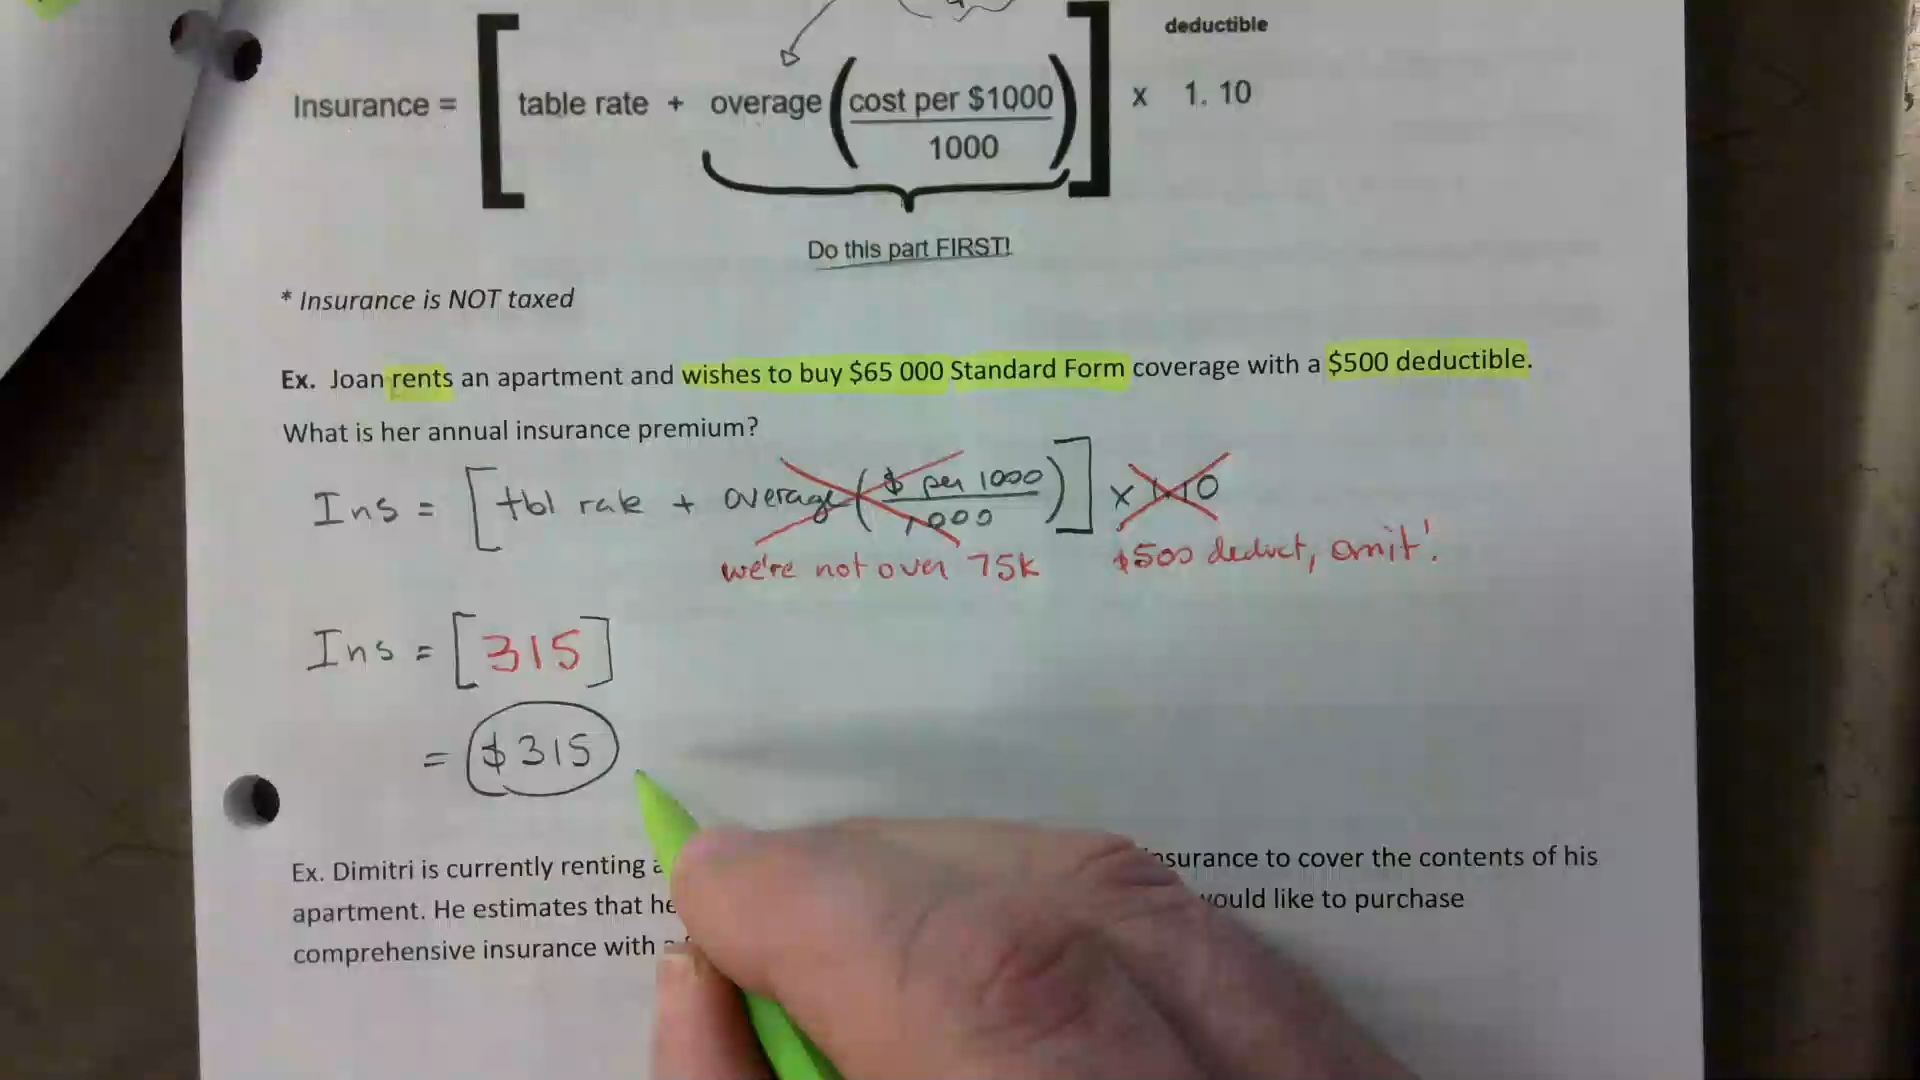 deductible
Insurance = [ table rate + overage ( cost per $1000 / 1000 ) ] x 1. 10
Do this part FIRST!
* Insurance is NOT taxed
Ex. Joan rents an apartment and wishes to buy $65 000 Standard Form coverage with a $500 deductible.
What is her annual insurance premium?
Ins = [ tbl rate + overage ( $ per 1000 / 1000 ) ] x 1.10
we're not over 75k $500 deduct, omit!
Ins = [315]
= $315
Ex. Dimitri is currently renting insurance to cover the contents of his
apartment. He estimates that he would like to purchase
comprehensive insurance with